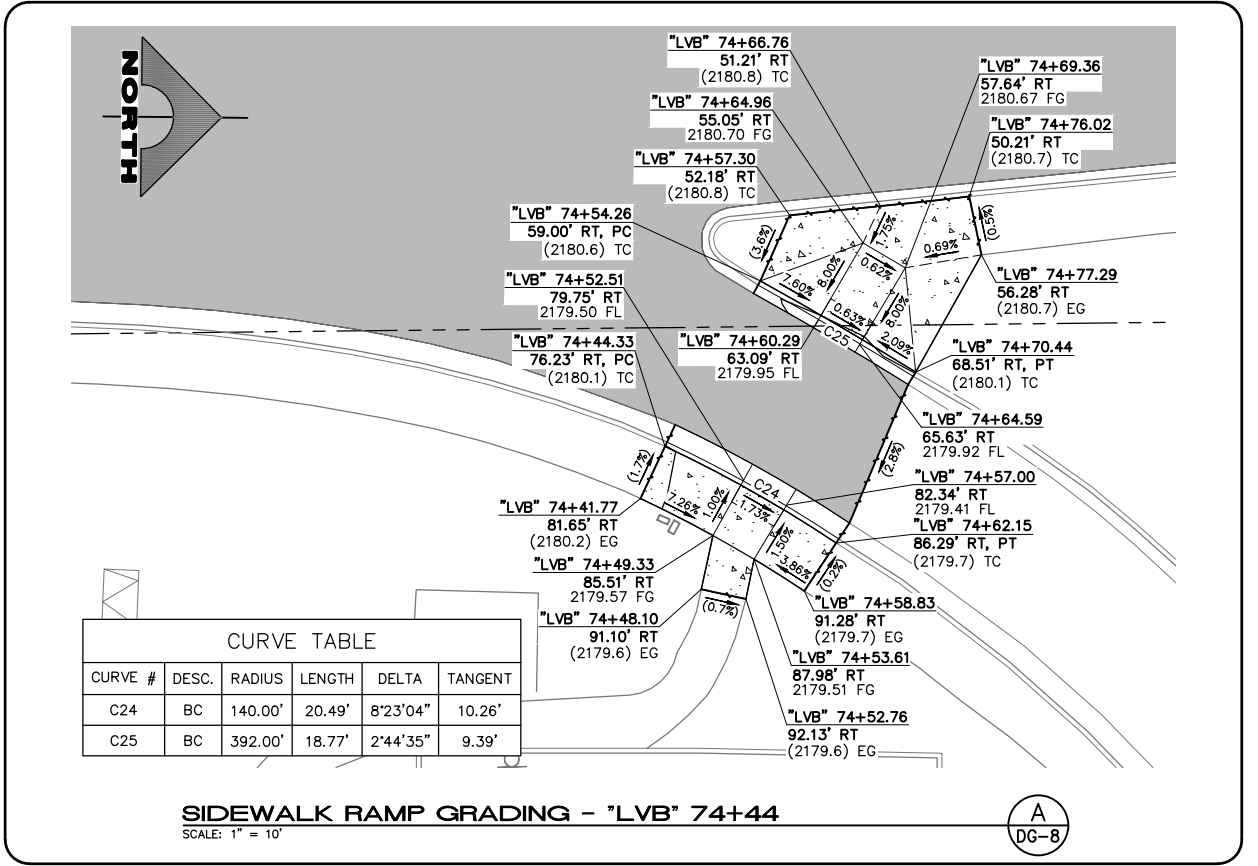 NORTH
"LVB" 74+66.76
51.21' RT
(2180.8) TC
"LVB" 74+69.36
57.64' RT
2180.67 FG
"LVB" 74+64.96
55.05' RT
2180.70 FG
"LVB" 74+76.02
50.21' RT
(2180.7) TC
"LVB" 74+57.30
52.18' RT
(2180.8) TC
"LVB" 74+54.26
59.00' RT, PC
(2180.6) TC
(3.6%)
1.75%
(0.5%)
0.69%
0.62%
7.60%
8.00%
"LVB" 74+52.51
79.75' RT
2179.50 FL
"LVB" 74+77.29
56.28' RT
(2180.7) EG
0.63%
8.00%
C25
2.09%
"LVB" 74+44.33
76.23' RT, PC
(2180.1) TC
"LVB" 74+60.29
63.09' RT
2179.95 FL
"LVB" 74+70.44
68.51' RT, PT
(2180.1) TC
"LVB" 74+64.59
65.63' RT
2179.92 FL
(2.8%)
(1.7%)
C24
7.26%
1.00%
1.73%
"LVB" 74+57.00
82.34' RT
2179.41 FL
"LVB" 74+41.77
81.65' RT
(2180.2) EG
1.50%
"LVB" 74+62.15
86.29' RT, PT
(2179.7) TC
3.86%
(0.2%)
"LVB" 74+49.33
85.51' RT
2179.57 FG
"LVB" 74+58.83
91.28' RT
(2179.7) EG
(0.7%)
"LVB" 74+48.10
91.10' RT
(2179.6) EG
"LVB" 74+53.61
87.98' RT
2179.51 FG
"LVB" 74+52.76
92.13' RT
(2179.6) EG
CURVE TABLE
CURVE # DESC. RADIUS LENGTH DELTA TANGENT
C24 BC 140.00' 20.49' 8°23'04" 10.26'
C25 BC 392.00' 18.77' 2°44'35" 9.39'
SIDEWALK RAMP GRADING - "LVB" 74+44
SCALE: 1" = 10'
A
DG-8